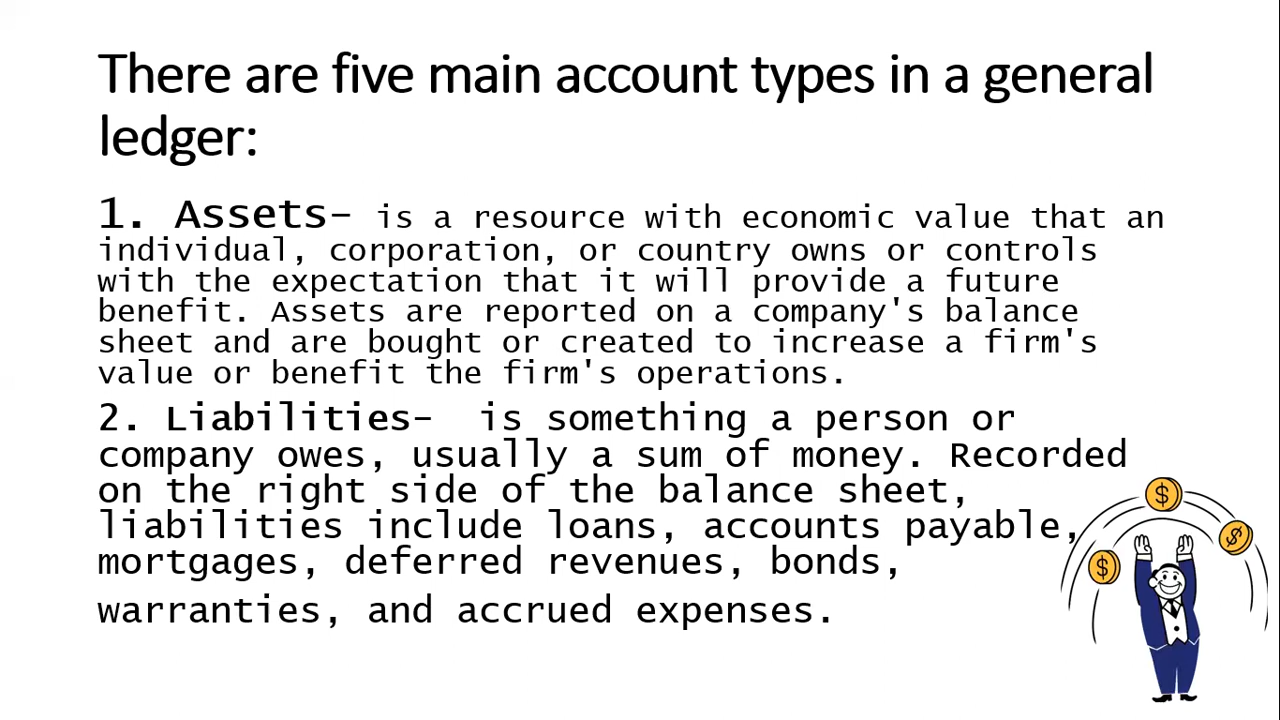 There are five main account types in a general
ledger:
1. Assets– is a resource with economic value that an
individual, corporation, or country owns or controls
with the expectation that it will provide a future
benefit. Assets are reported on a company's balance
sheet and are bought or created to increase a firm's
value or benefit the firm's operations.
2. Liabilities–  is something a person or
company owes, usually a sum of money. Recorded
on the right side of the balance sheet,
liabilities include loans, accounts payable,
mortgages, deferred revenues, bonds,
warranties, and accrued expenses.
$
$
$